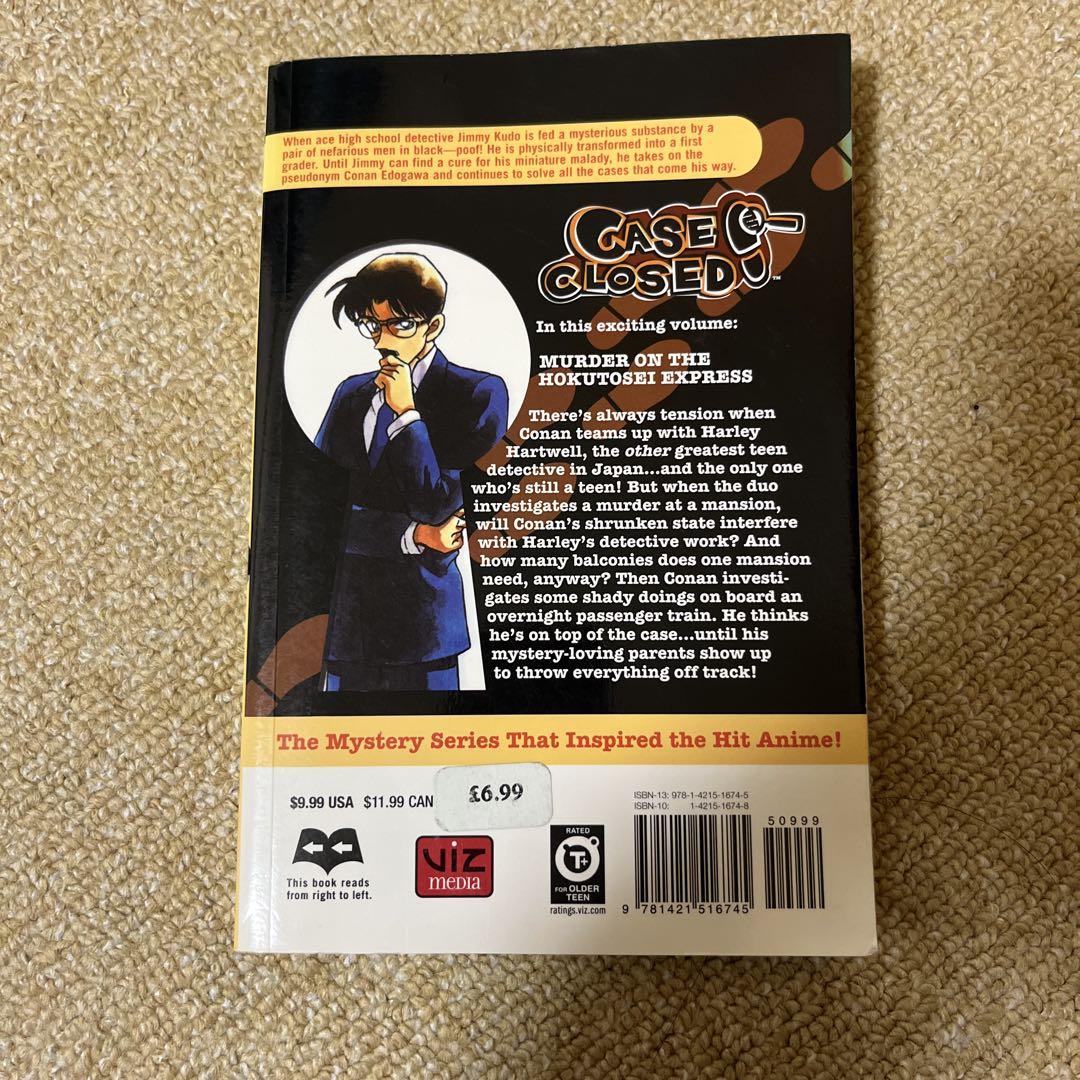 When ace high school detective Jimmy Kudo is fed a mysterious substance by a
pair of nefarious men in black—poof! He is physically transformed into a first
grader. Until Jimmy can find a cure for his miniature malady, he takes on the
pseudonym Conan Edogawa and continues to solve all the cases that come his way.
CASE
CLOSED
™
In this exciting volume:
MURDER ON THE
HOKUTOSEI EXPRESS
There's always tension when
Conan teams up with Harley
Hartwell, the other greatest teen
detective in Japan...and the only one
who's still a teen! But when the duo
investigates a murder at a mansion,
will Conan's shrunken state interfere
with Harley's detective work? And
how many balconies does one mansion
need, anyway? Then Conan investi-
gates some shady doings on board an
overnight passenger train. He thinks
he's on top of the case...until his
mystery-loving parents show up
to throw everything off track!
The Mystery Series That Inspired the Hit Anime!
$9.99 USA $11.99 CAN
£6.99
This book reads
from right to left.
VIZ
MEDIA
RATED
T+
FOR OLDER
TEEN
ratings.viz.com
ISBN-13: 978-1-4215-1674-5
ISBN-10: 1-4215-1674-8
50999
9 781421 516745